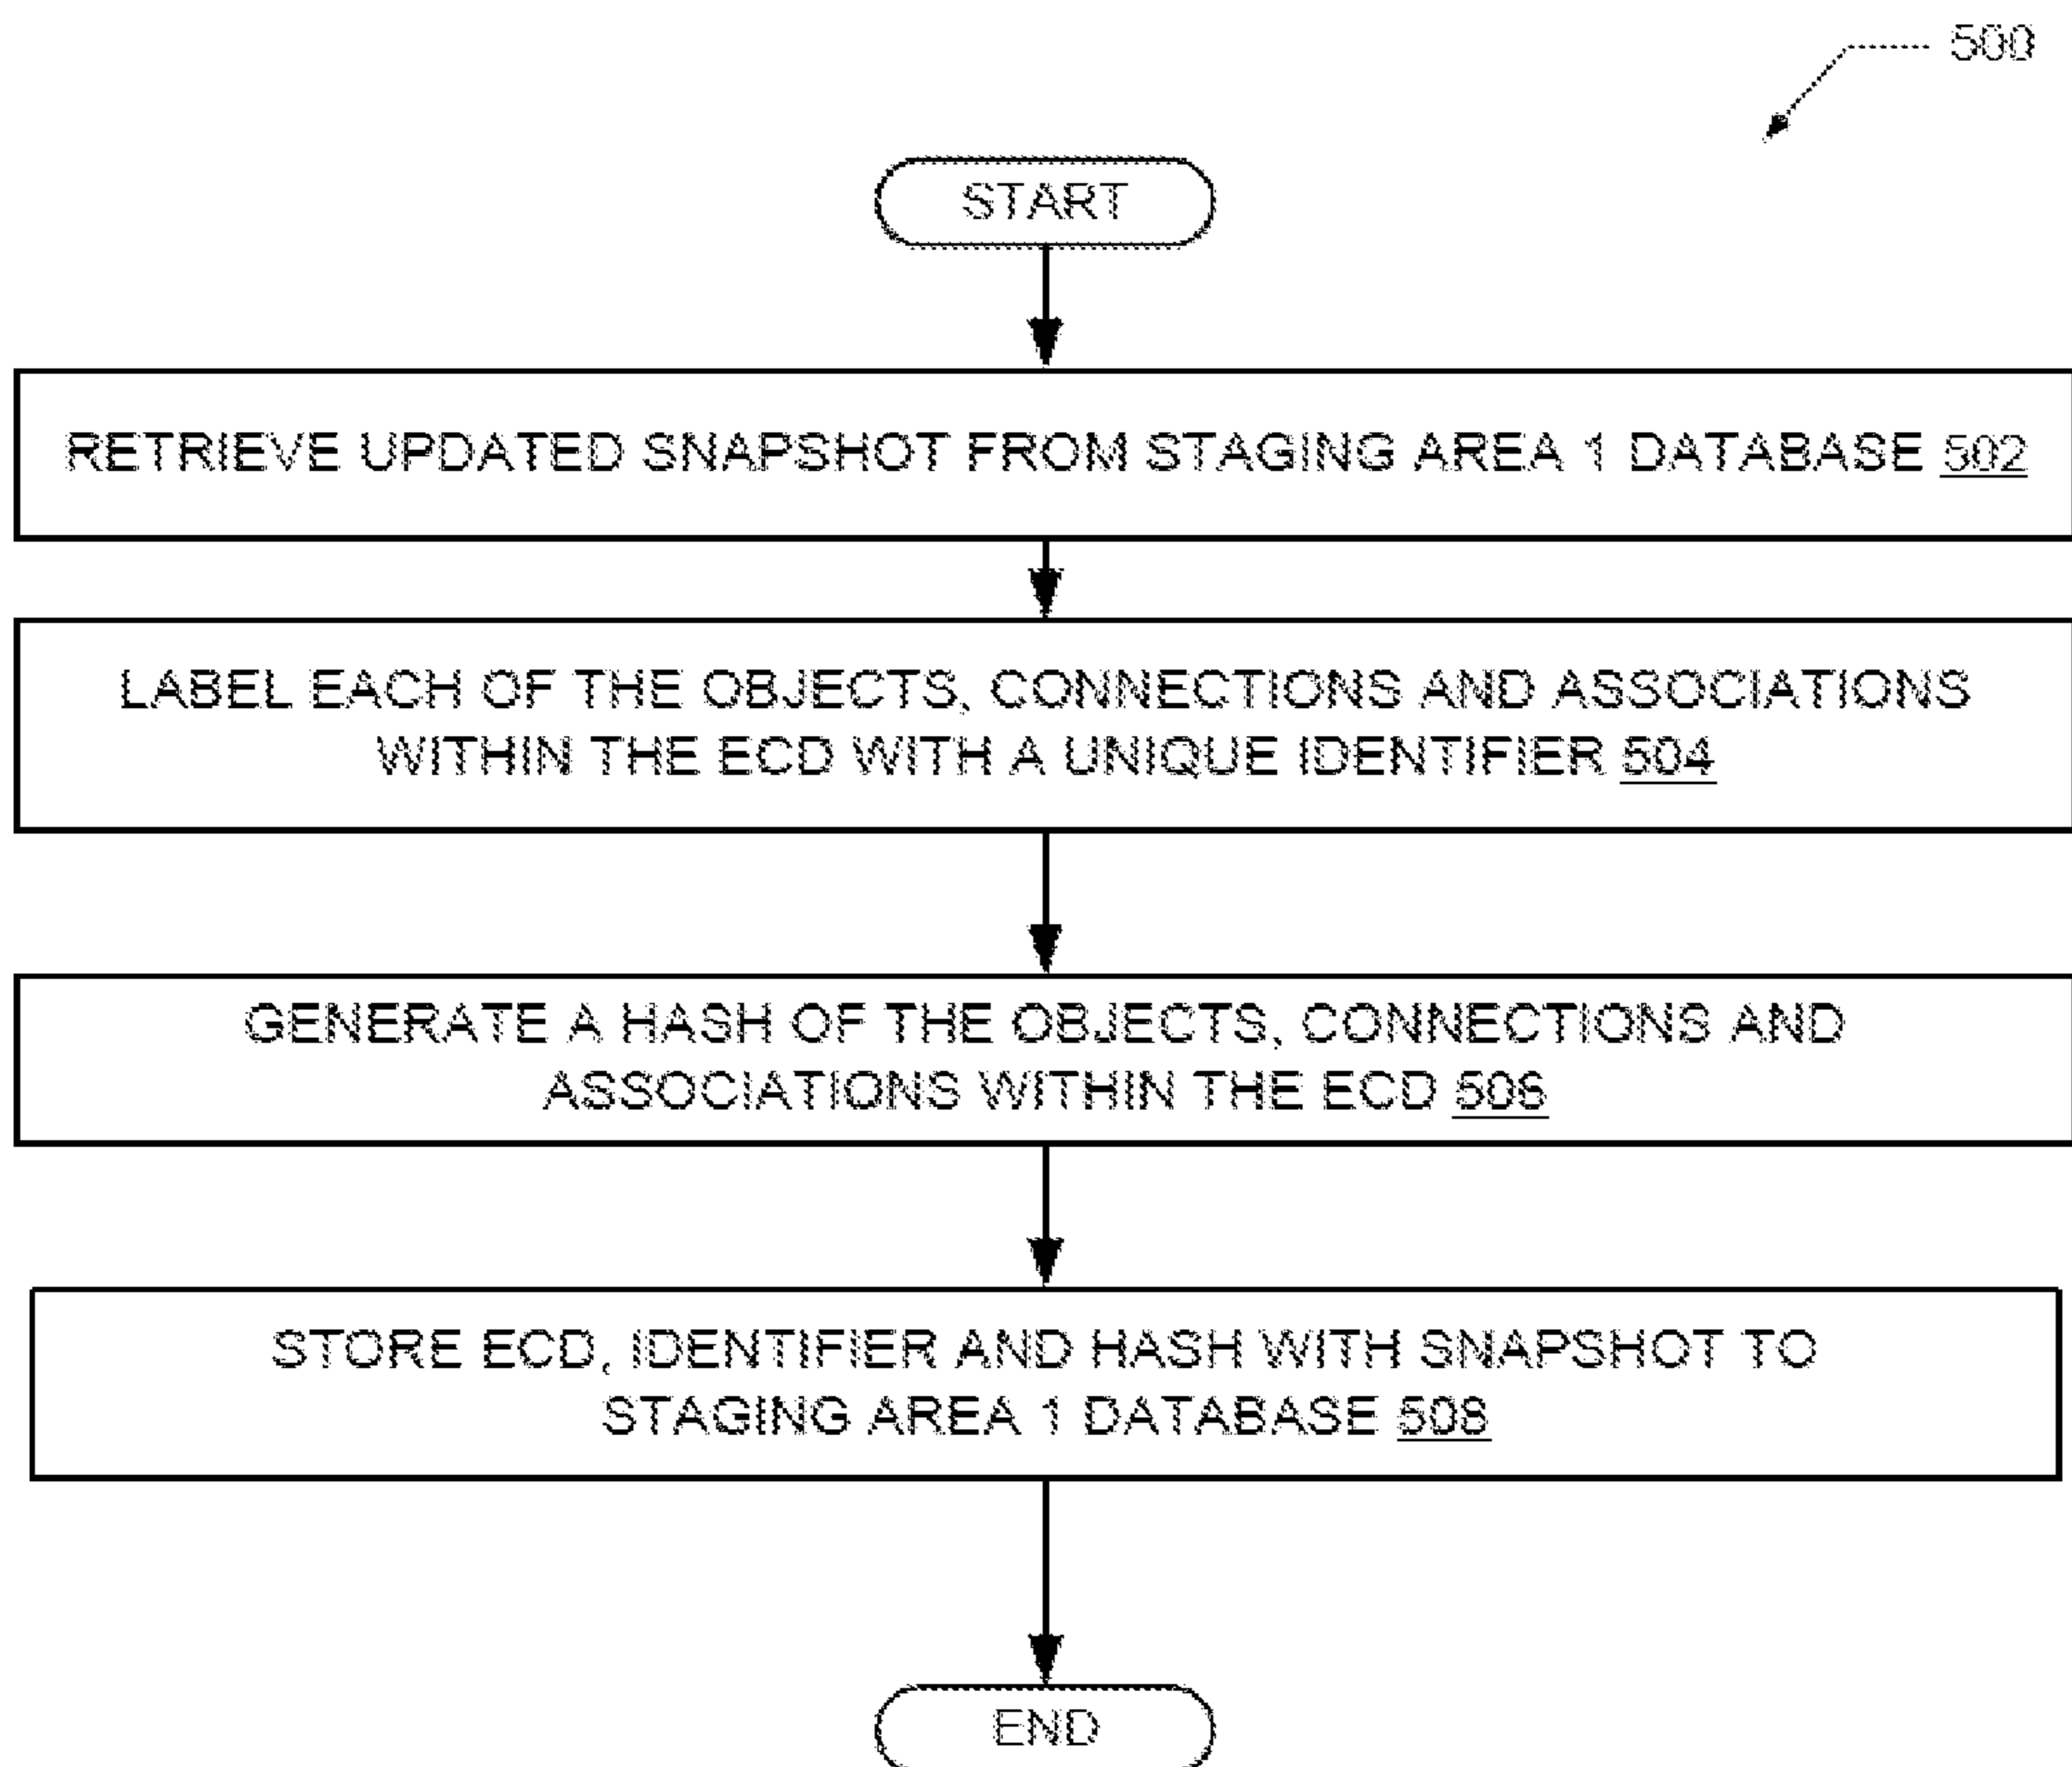 500
START
RETRIEVE UPDATED SNAPSHOT FROM STAGING AREA 1 DATABASE 502
LABEL EACH OF THE OBJECTS, CONNECTIONS AND ASSOCIATIONS
WITHIN THE ECD WITH A UNIQUE IDENTIFIER 504
GENERATE A HASH OF THE OBJECTS, CONNECTIONS AND
ASSOCIATIONS WITHIN THE ECD 506
STORE ECD, IDENTIFIER AND HASH WITH SNAPSHOT TO
STAGING AREA 1 DATABASE 508
END